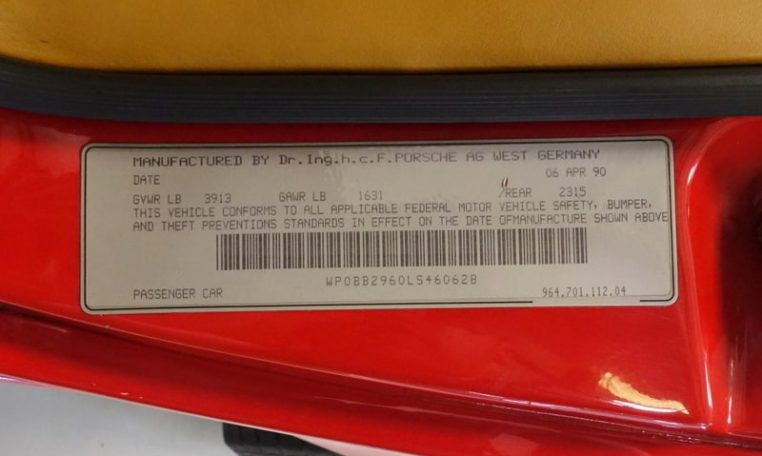 MANUFACTURED BY Dr.Ing.h.c.F.PORSCHE AG WEST GERMANY
DATE 06 APR 90
GVWR LB 3913 GAWR LB 1631 /REAR 2315
THIS VEHICLE CONFORMS TO ALL APPLICABLE FEDERAL MOTOR VEHICLE SAFETY, BUMPER,
AND THEFT PREVENTIONS STANDARDS IN EFFECT ON THE DATE OFMANUFACTURE SHOWN ABOVE
WP0BB2960LS460628
PASSENGER CAR 964.701.112.04